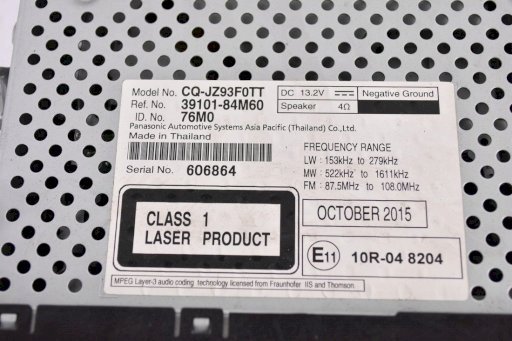 Model No. CQ-JZ93F0TT
Ref. No. 39101-84M60
ID. No. 76M0
DC 13.2V Negative Ground
Speaker 4Ω
Panasonic Automotive Systems Asia Pacific (Thailand) Co.,Ltd.
Made in Thailand
Serial No. 606864
FREQUENCY RANGE
LW : 153kHz to 279kHz
MW : 522kHz to 1611kHz
FM : 87.5MHz to 108.0MHz
CLASS 1
LASER PRODUCT
OCTOBER 2015
E11 10R-04 8204
MPEG Layer-3 audio coding technology licensed from Fraunhofer IIS and Thomson.